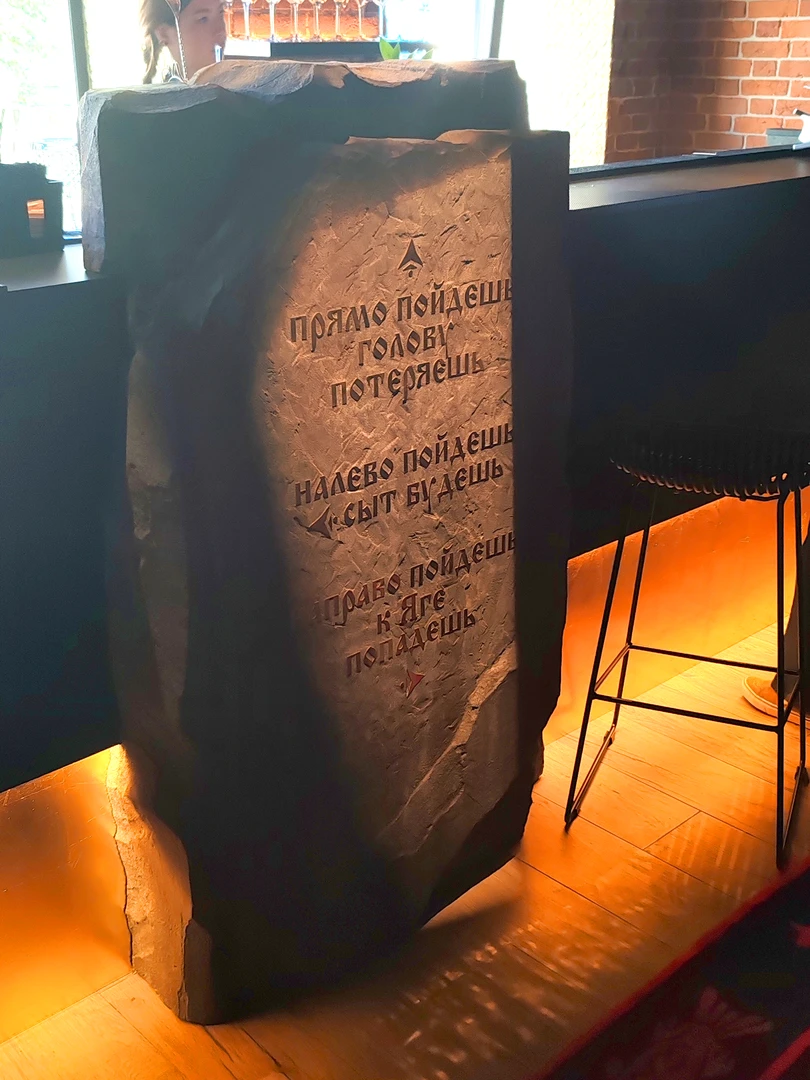 прямо пойдешь
голову
потеряешь
налево пойдешь
сыт будешь
направо пойдешь
к Яге
попадешь